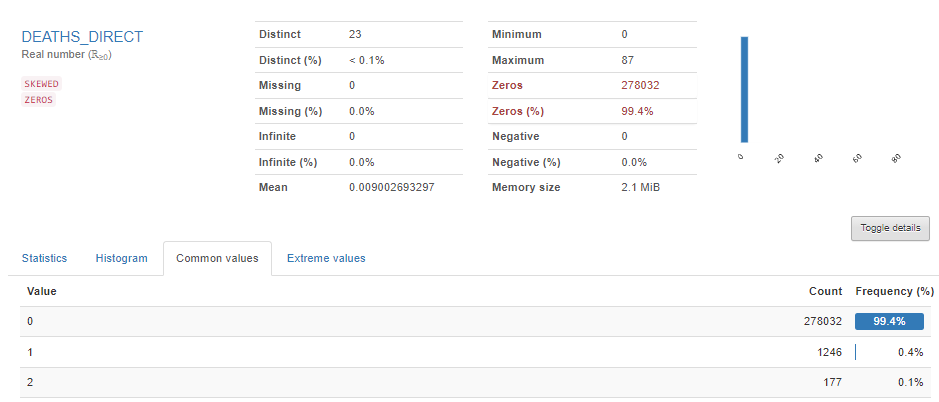 DEATHS_DIRECT
Real number (ℝ≥0)
SKEWED
ZEROS
Distinct 23
Distinct (%) < 0.1%
Missing 0
Missing (%) 0.0%
Infinite 0
Infinite (%) 0.0%
Mean 0.009002693297
Minimum 0
Maximum 87
Zeros 278032
Zeros (%) 99.4%
Negative 0
Negative (%) 0.0%
Memory size 2.1 MiB
0 20 40 60 80
Toggle details
Statistics Histogram Common values Extreme values
Value Count Frequency (%)
0 278032 99.4%
1 1246 0.4%
2 177 0.1%